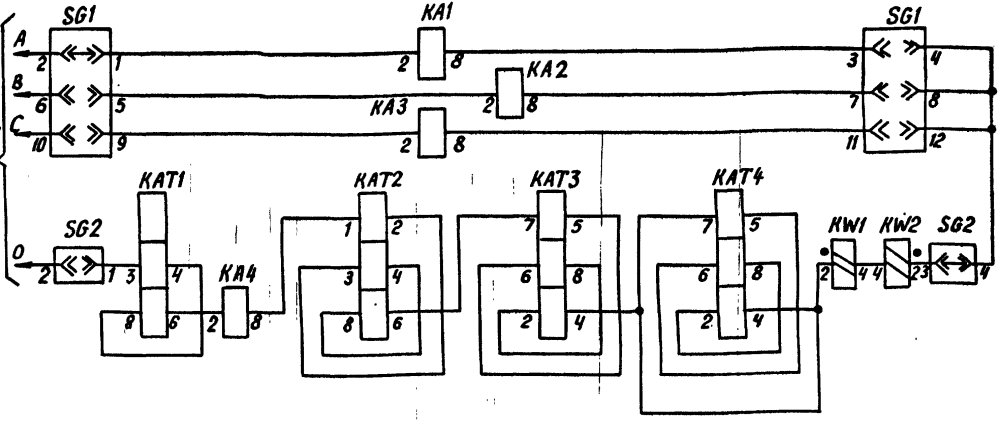 SG1 KA1 SG1
A 2 1 2 8 3 4
KA2
B 6 5 2 8 7 8
KA3
C 10 9 2 8 11 12
KAT1 KAT2 KAT3 KAT4
1 2 7 5 7 5
KW1 KW2 SG2
O SG2
2 1 3 4 3 4 6 8 6 8 2 4 4 2 3 4
KA4
8 6 2 8 8 6 2 4 2 4